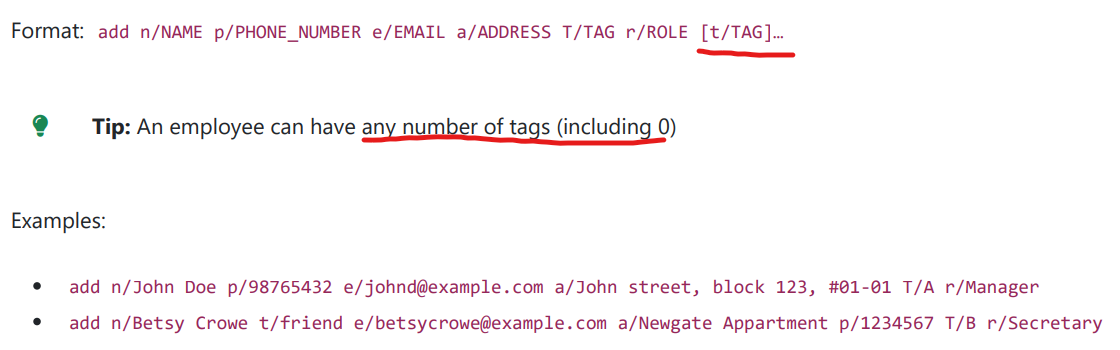 Format: add n/NAME p/PHONE_NUMBER e/EMAIL a/ADDRESS T/TAG r/ROLE [t/TAG]…
Tip: An employee can have any number of tags (including 0)
Examples:
• add n/John Doe p/98765432 e/johnd@example.com a/John street, block 123, #01-01 T/A r/Manager
• add n/Betsy Crowe t/friend e/betsycrowe@example.com a/Newgate Appartment p/1234567 T/B r/Secretary